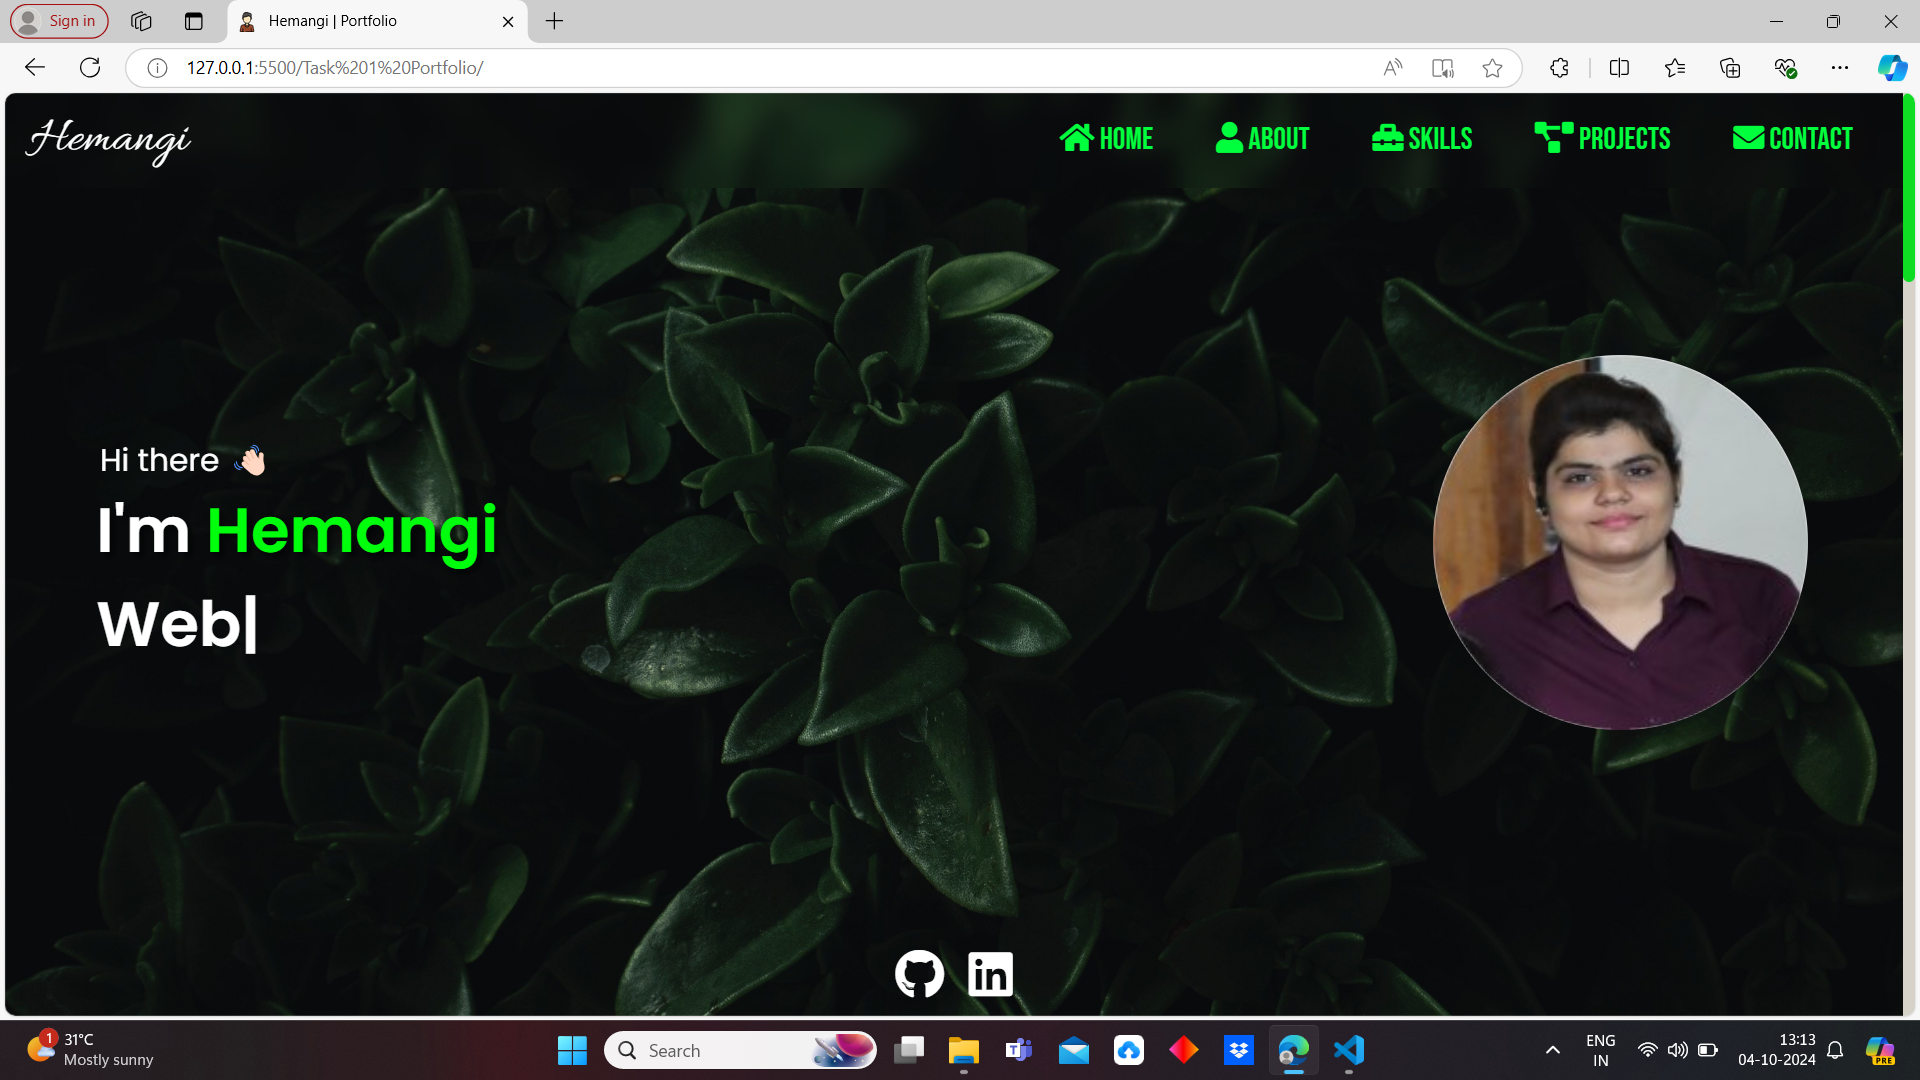 Sign in
Hemangi | Portfolio
127.0.0.1:5500/Task%201%20Portfolio/
Hemangi
HOME
ABOUT
SKILLS
PROJECTS
CONTACT
Hi there 👋🏻
I'm Hemangi
Web|
in
1
31°C
Mostly sunny
Search
T
ENG
IN
13:13
04-10-2024
PRE